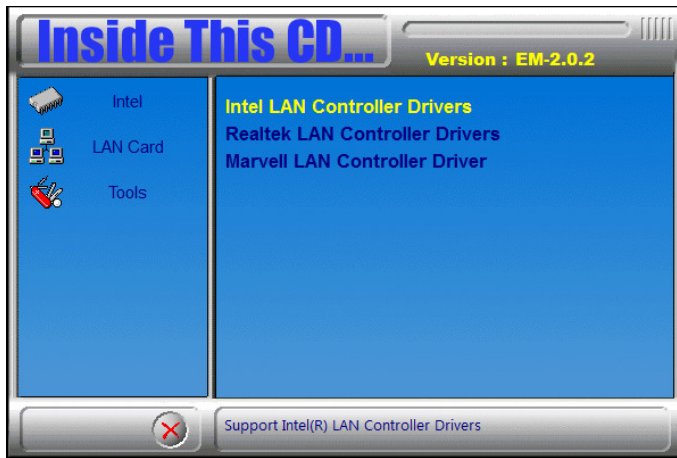 Inside This CD...
Version : EM-2.0.2
Intel
LAN Card
Tools
Intel LAN Controller Drivers
Realtek LAN Controller Drivers
Marvell LAN Controller Driver
Support Intel(R) LAN Controller Drivers